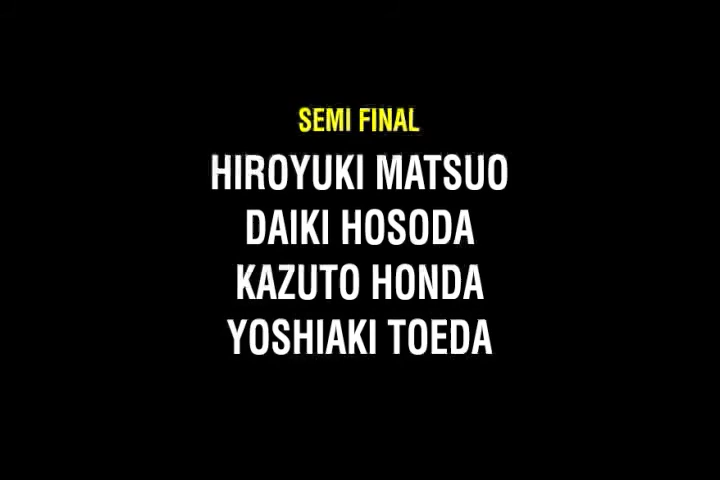 SEMI FINAL
HIROYUKI MATSUO
DAIKI HOSODA
KAZUTO HONDA
YOSHIAKI TOEDA